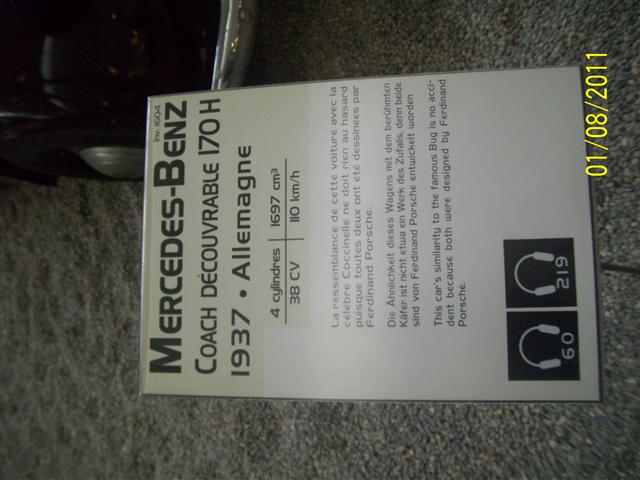 Inv. 1604
MERCEDES-BENZ
COACH DÉCOUVRABLE 170 H
1937 • Allemagne
4 cylindres | 1697 cm³
38 CV | 110 km/h
La ressemblance de cette voiture avec la
célèbre Coccinelle ne doit rien au hasard
puisque toutes deux ont été dessinées par
Ferdinand Porsche.
Die Ähnlichkeit dieses Wagens mit dem berühmten
Käfer ist nicht etwa ein Werk des Zufalls, denn beide
sind von Ferdinand Porsche entwickelt worden
This car's similarity to the famous Bug is no acci-
dent because both were designed by Ferdinand
Porsche.
60 219
01/08/2011